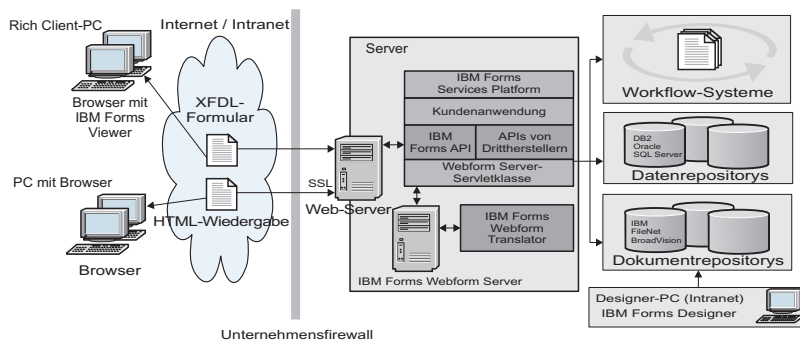 Rich Client-PC
Browser mit
IBM Forms
Viewer
PC mit Browser
Browser
Internet / Intranet
XFDL-
Formular
HTML-Wiedergabe
SSL
Unternehmensfirewall
Server
Web-Server
IBM Forms
Services Platform
Kundenanwendung
IBM
Forms API
APIs von
Drittherstellern
Webform Server-
Servletklasse
IBM Forms
Webform
Translator
IBM Forms Webform Server
Workflow-Systeme
DB2
Oracle
SQL Server
Datenrepositorys
IBM
FileNet
BroadVision
Dokumentrepositorys
Designer-PC (Intranet)
IBM Forms Designer